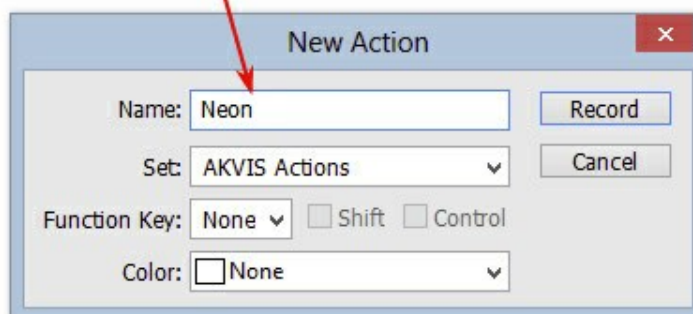 New Action
Name: Neon Record
Set: AKVIS Actions Cancel
Function Key: None Shift Control
Color: None